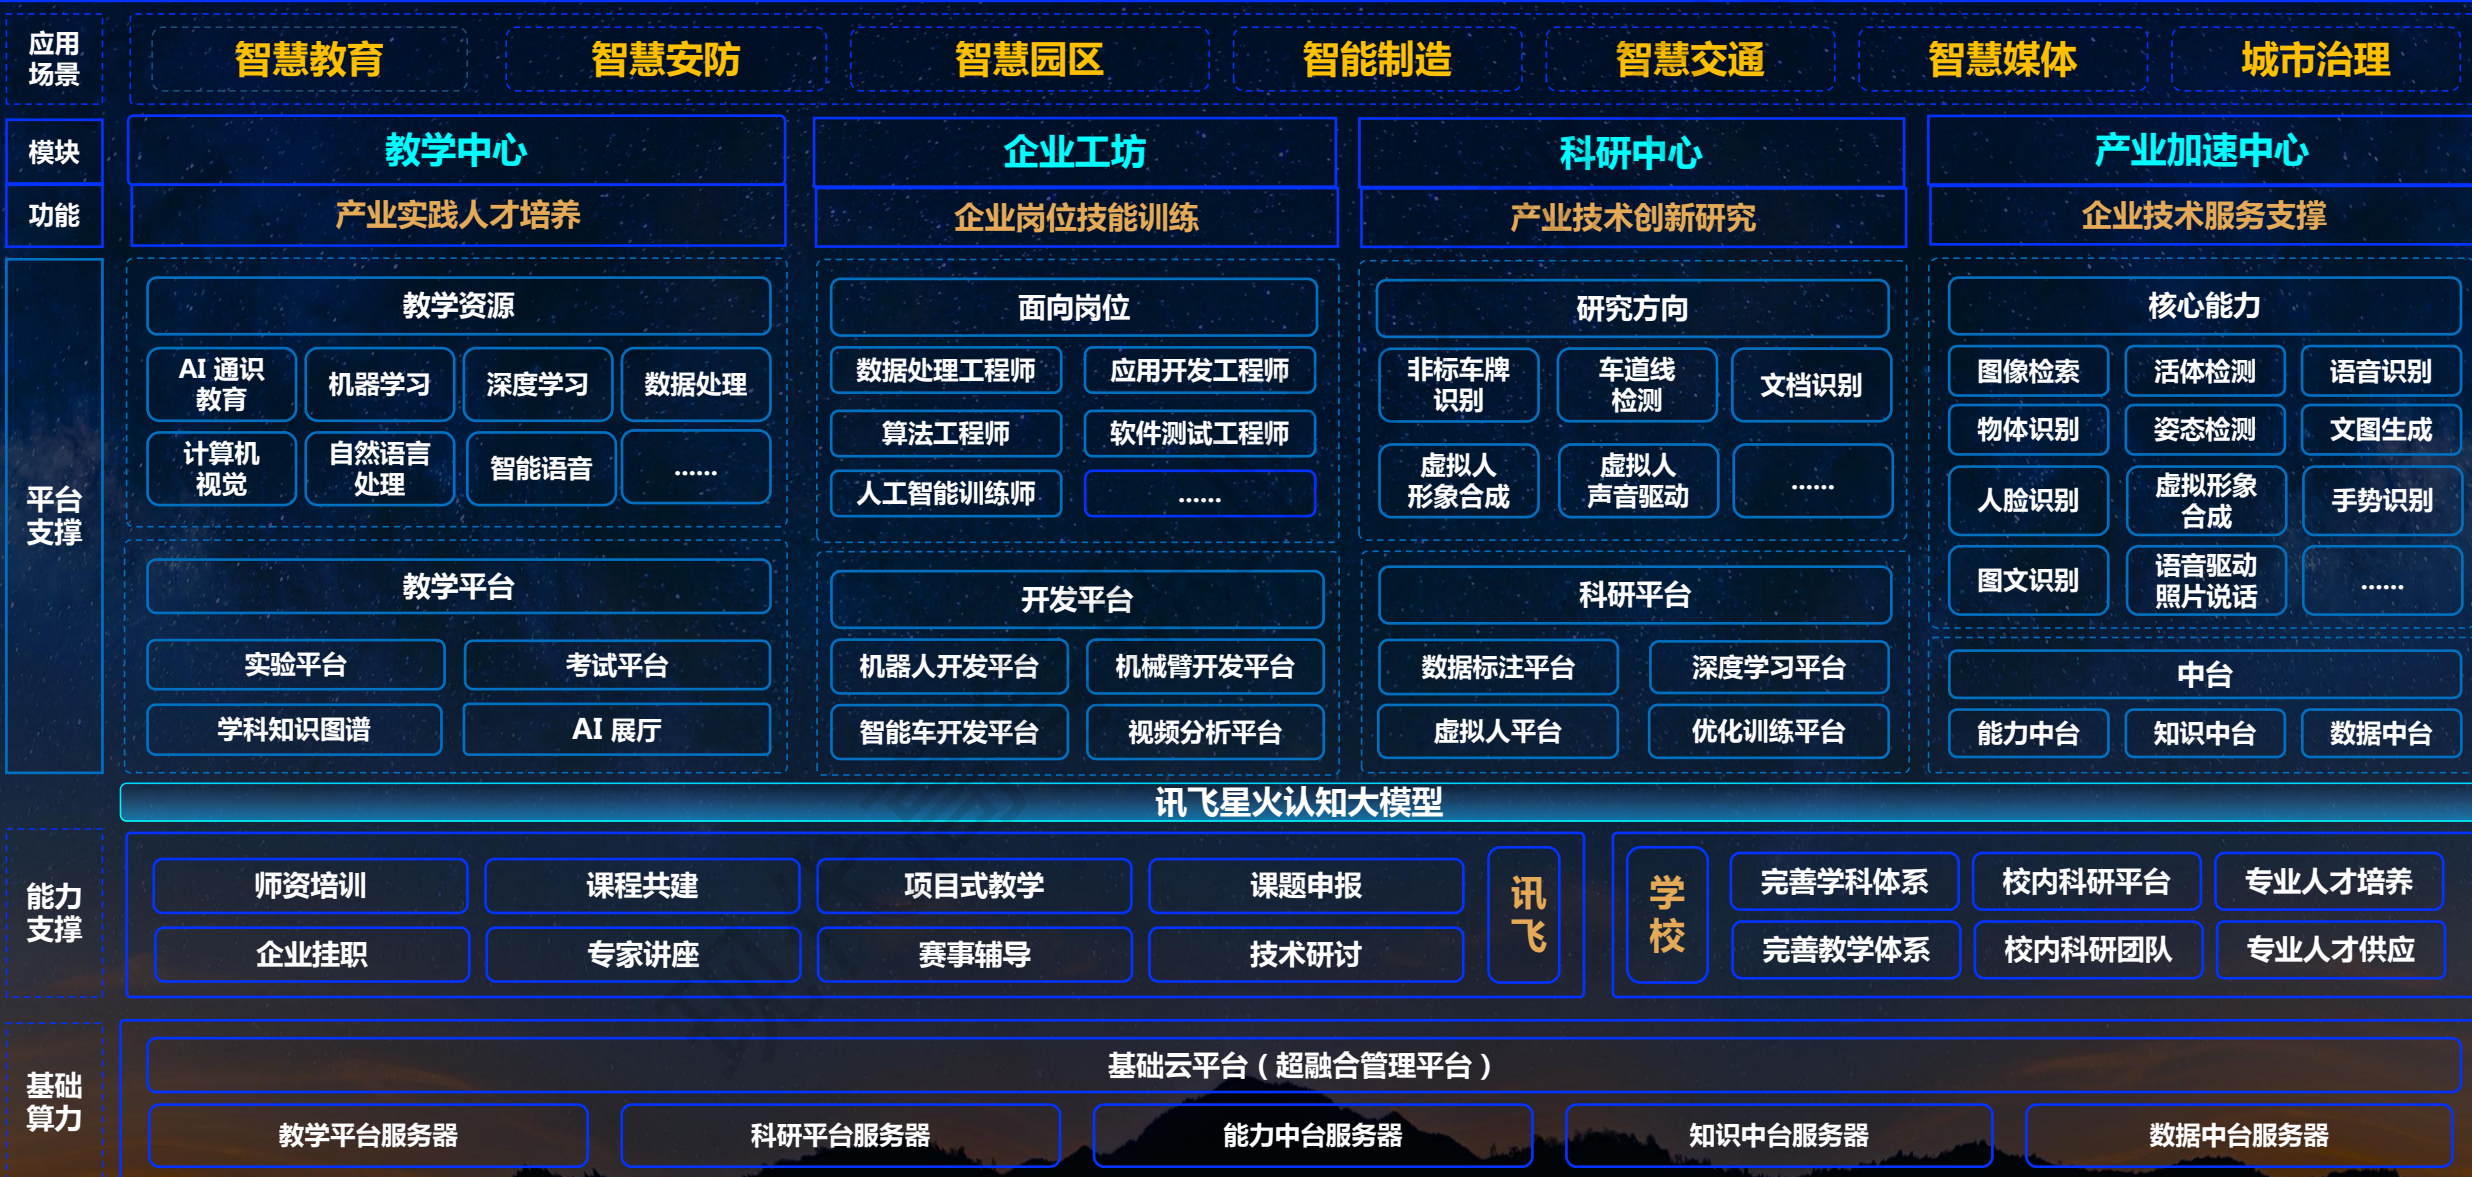 应用
场景
智慧教育
智慧安防
智慧园区
智能制造
智慧交通
智慧媒体
城市治理
模块
教学中心
企业工坊
科研中心
产业加速中心
功能
产业实践人才培养
企业岗位技能训练
产业技术创新研究
企业技术服务支撑
平台
支撑
教学资源
AI 通识
教育
机器学习
深度学习
数据处理
计算机
视觉
自然语言
处理
智能语音
......
教学平台
实验平台
考试平台
学科知识图谱
AI 展厅
面向岗位
数据处理工程师
应用开发工程师
算法工程师
软件测试工程师
人工智能训练师
......
开发平台
机器人开发平台
机械臂开发平台
智能车开发平台
视频分析平台
研究方向
非标车牌
识别
车道线
检测
文档识别
虚拟人
形象合成
虚拟人
声音驱动
......
科研平台
数据标注平台
深度学习平台
虚拟人平台
优化训练平台
核心能力
图像检索
活体检测
语音识别
物体识别
姿态检测
文图生成
人脸识别
虚拟形象
合成
手势识别
图文识别
语音驱动
照片说话
......
中台
能力中台
知识中台
数据中台
讯飞星火认知大模型
能力
支撑
师资培训
课程共建
项目式教学
课题申报
企业挂职
专家讲座
赛事辅导
技术研讨
讯
飞
学
校
完善学科体系
校内科研平台
专业人才培养
完善教学体系
校内科研团队
专业人才供应
基础
算力
基础云平台（超融合管理平台）
教学平台服务器
科研平台服务器
能力中台服务器
知识中台服务器
数据中台服务器